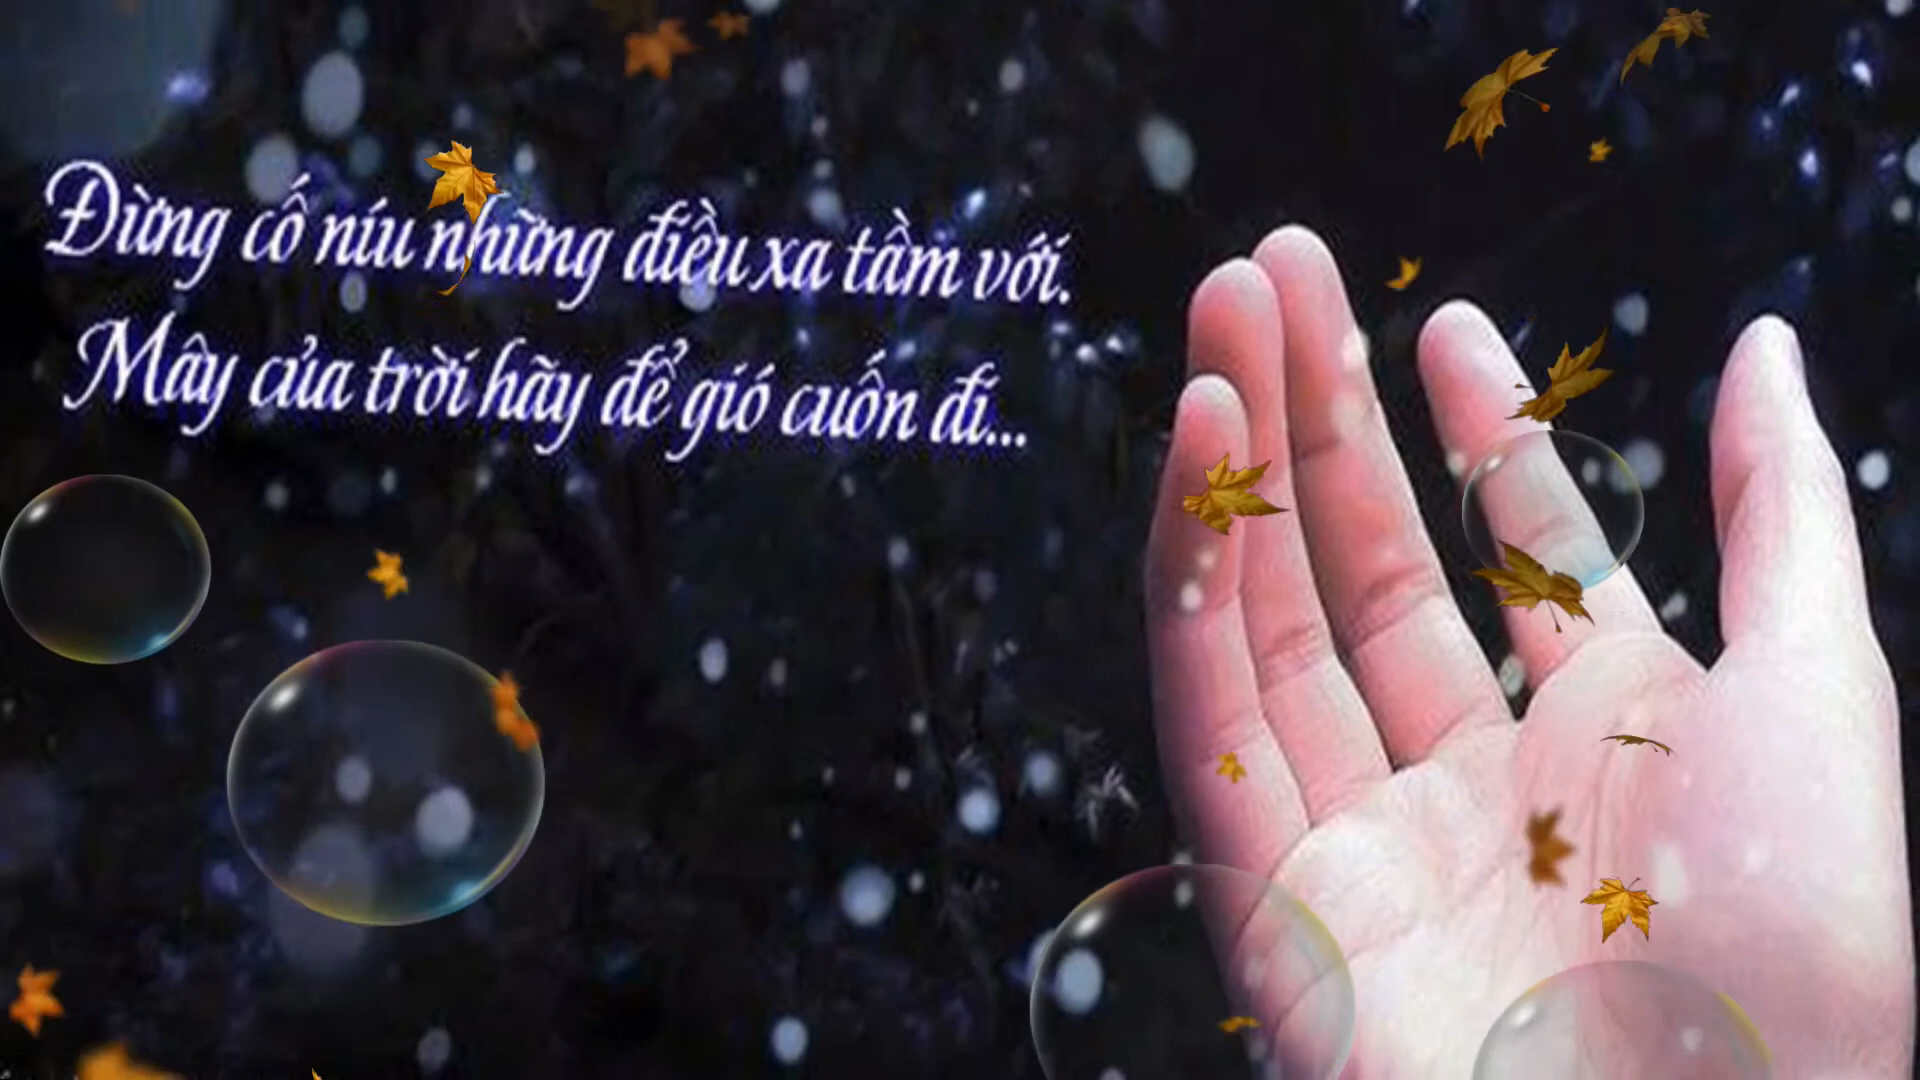 Đừng cố níu những điều xa tầm với.
Mây của trời hãy để gió cuốn đi...